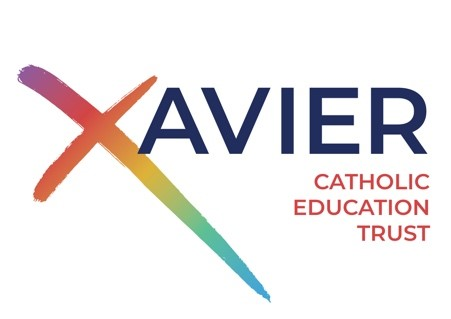 XAVIER
CATHOLIC
EDUCATION
TRUST